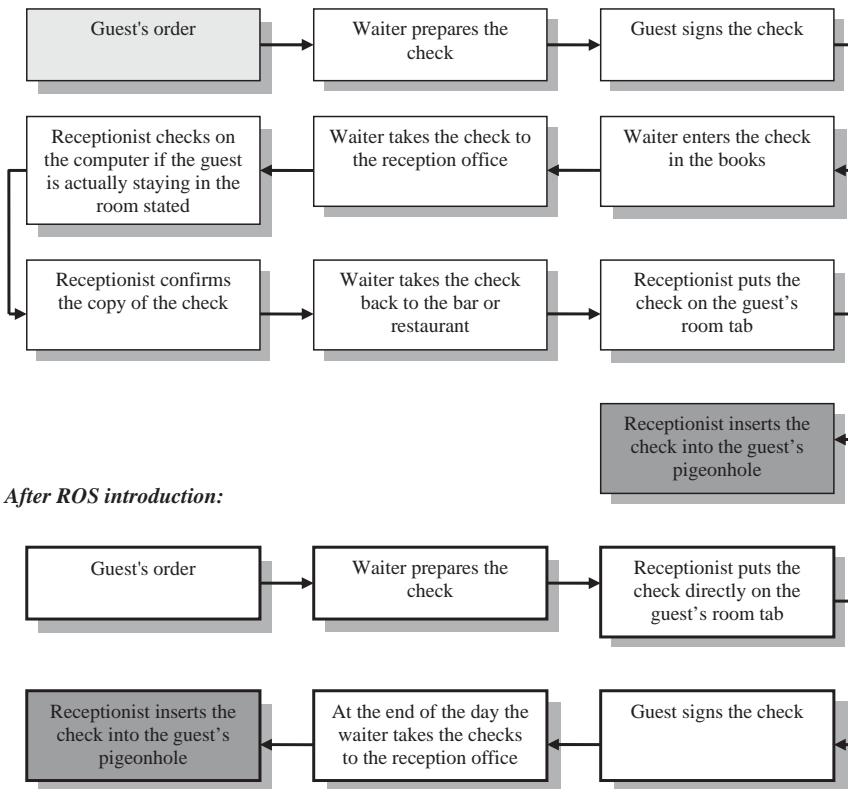 Guest's order
Waiter prepares the
check
Guest signs the check
Receptionist checks on
the computer if the guest
is actually staying in the
room stated
Waiter takes the check to
the reception office
Waiter enters the check
in the books
Receptionist confirms
the copy of the check
Waiter takes the check
back to the bar or
restaurant
Receptionist puts the
check on the guest’s
room tab
Receptionist inserts the
check into the guest’s
pigeonhole
After ROS introduction:
Guest's order
Waiter prepares the
check
Receptionist puts the
check directly on the
guest’s room tab
Receptionist inserts the
check into the guest’s
pigeonhole
At the end of the day the
waiter takes the checks
to the reception office
Guest signs the check